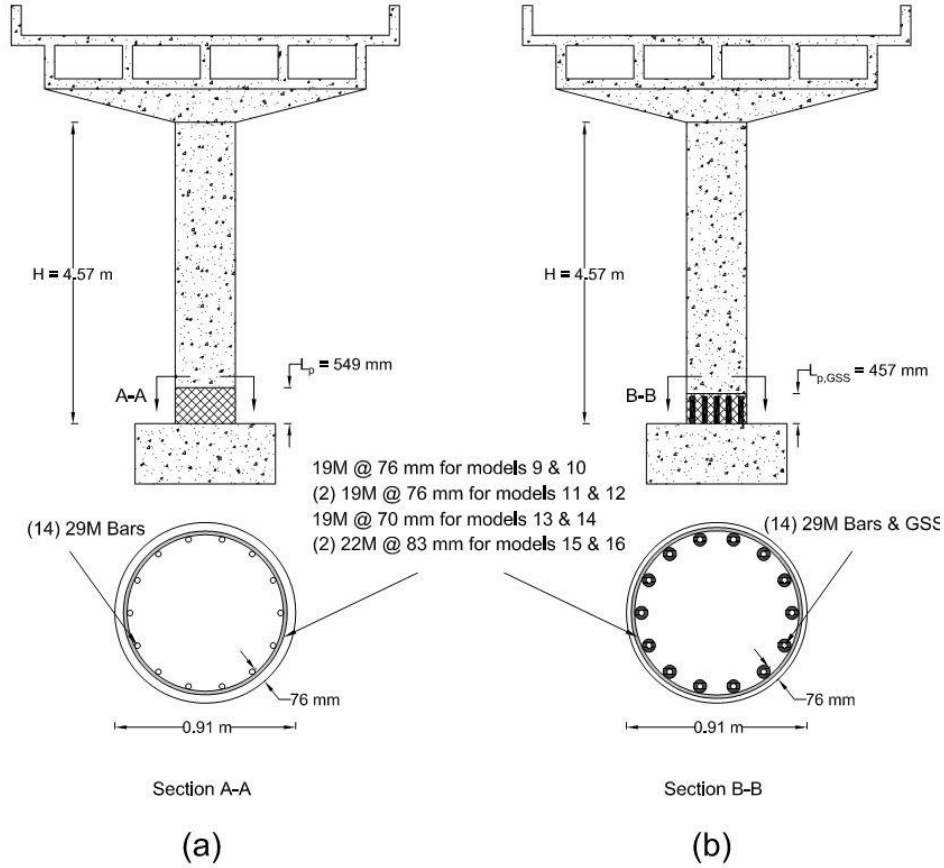 H = 4.57 m
Lp = 549 mm
A-A
H = 4.57 m
Lp,GSS = 457 mm
B-B
19M @ 76 mm for models 9 & 10
(2) 19M @ 76 mm for models 11 & 12
19M @ 70 mm for models 13 & 14
(2) 22M @ 83 mm for models 15 & 16
(14) 29M Bars
76 mm
0.91 m
Section A-A
(a)
(14) 29M Bars & GSS
76 mm
0.91 m
Section B-B
(b)